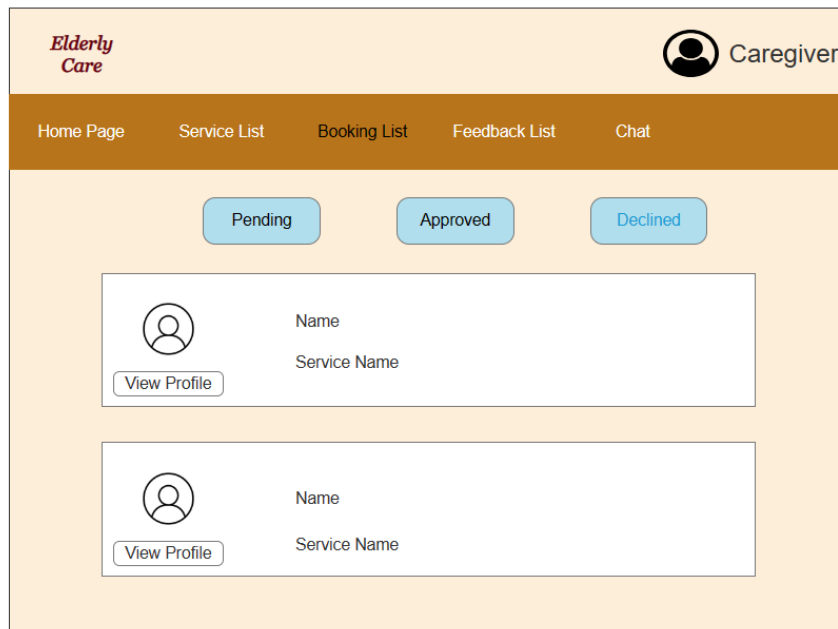 Elderly
Care
Caregiver
Home Page Service List Booking List Feedback List Chat
Pending Approved Declined
Name
Service Name
View Profile
Name
Service Name
View Profile